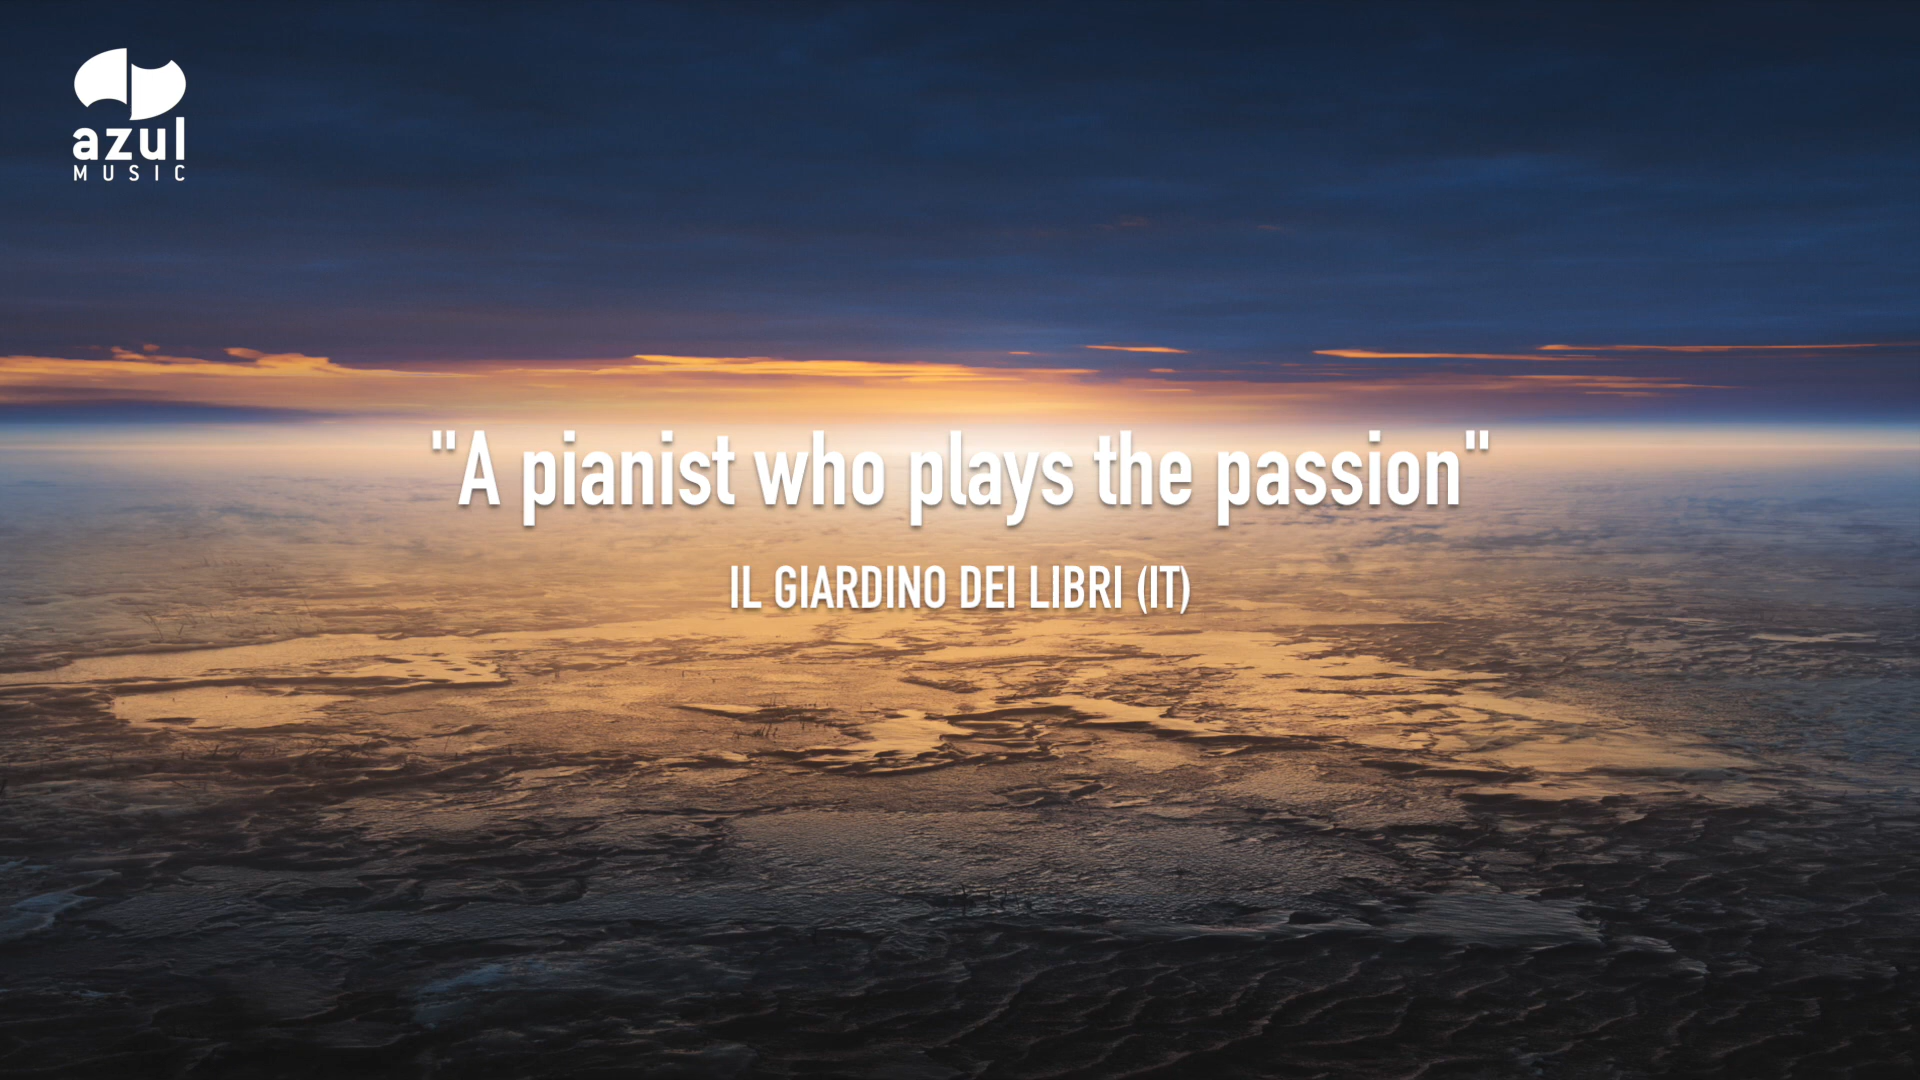 azul
MUSIC
"A pianist who plays the passion"
IL GIARDINO DEI LIBRI (IT)